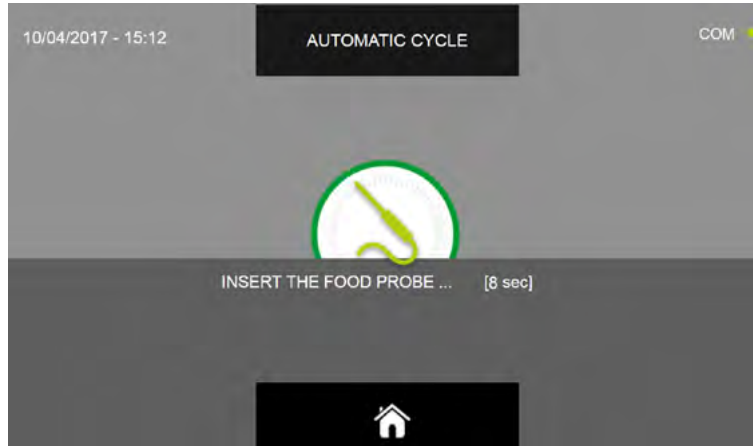 10/04/2017 - 15:12
AUTOMATIC CYCLE
COM
INSERT THE FOOD PROBE ... [8 sec]